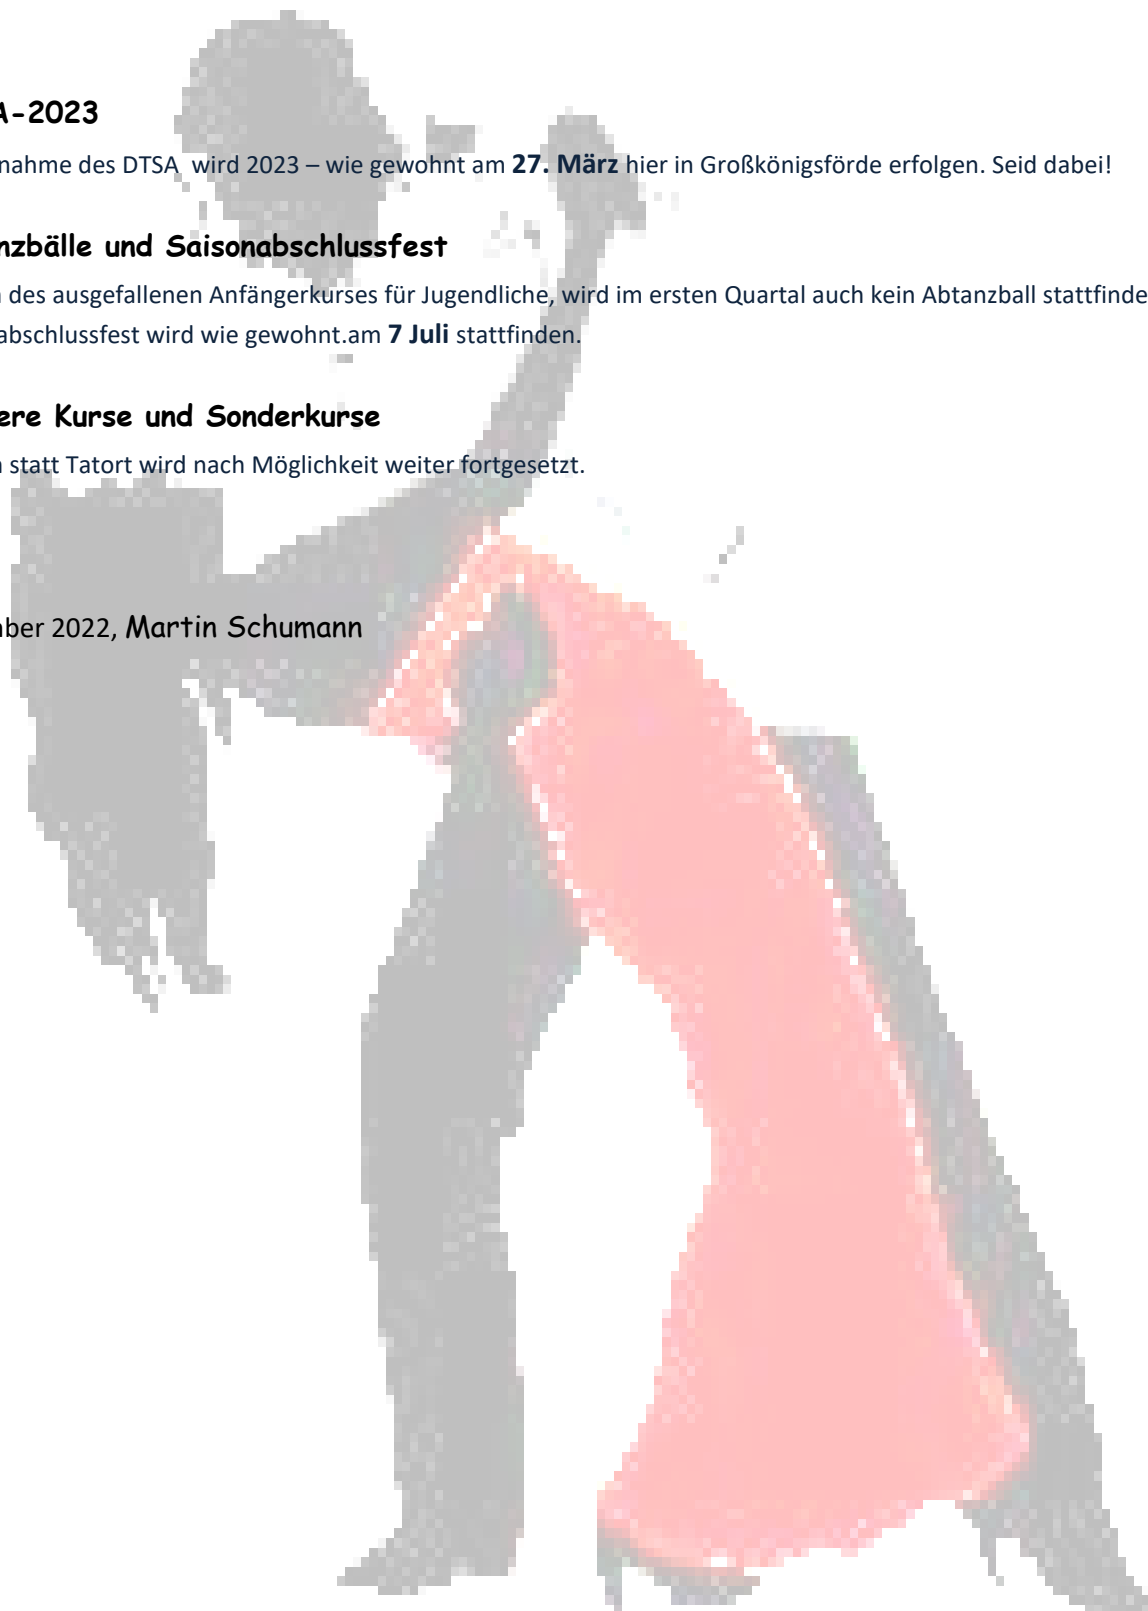 A-2023
nahme des DTSA wird 2023 – wie gewohnt am 27. März hier in Großkönigsförde erfolgen. Seid dabei!
nzbälle und Saisonabschlussfest
des ausgefallenen Anfängerkurses für Jugendliche, wird im ersten Quartal auch kein Abtanzball stattfinde
abschlussfest wird wie gewohnt.am 7 Juli stattfinden.
ere Kurse und Sonderkurse
statt Tatort wird nach Möglichkeit weiter fortgesetzt.
ber 2022, Martin Schumann